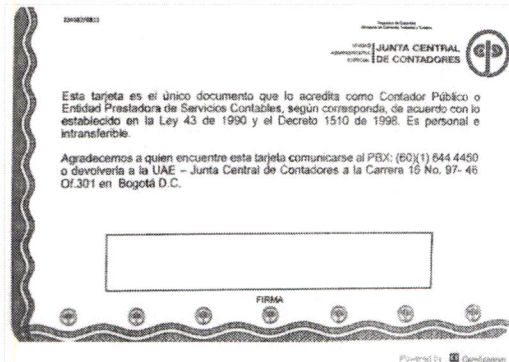 República de Colombia
Ministerio de Comercio, Industria y Turismo
UNIDAD
ADMINISTRATIVA
ESPECIAL
JUNTA CENTRAL
DE CONTADORES
Esta tarjeta es el único documento que lo acredita como Contador Público o
Entidad Prestadora de Servicios Contables, según corresponda, de acuerdo con lo
establecido en la Ley 43 de 1990 y el Decreto 1510 de 1998. Es personal e
intransferible.
Agradecemos a quien encuentre esta tarjeta comunicarse al PBX: (60)(1) 644 4450
o devolverla a la UAE – Junta Central de Contadores a la Carrera 16 No. 97- 46
Of.301 en Bogotá D.C.
FIRMA
Powered by CamScanner